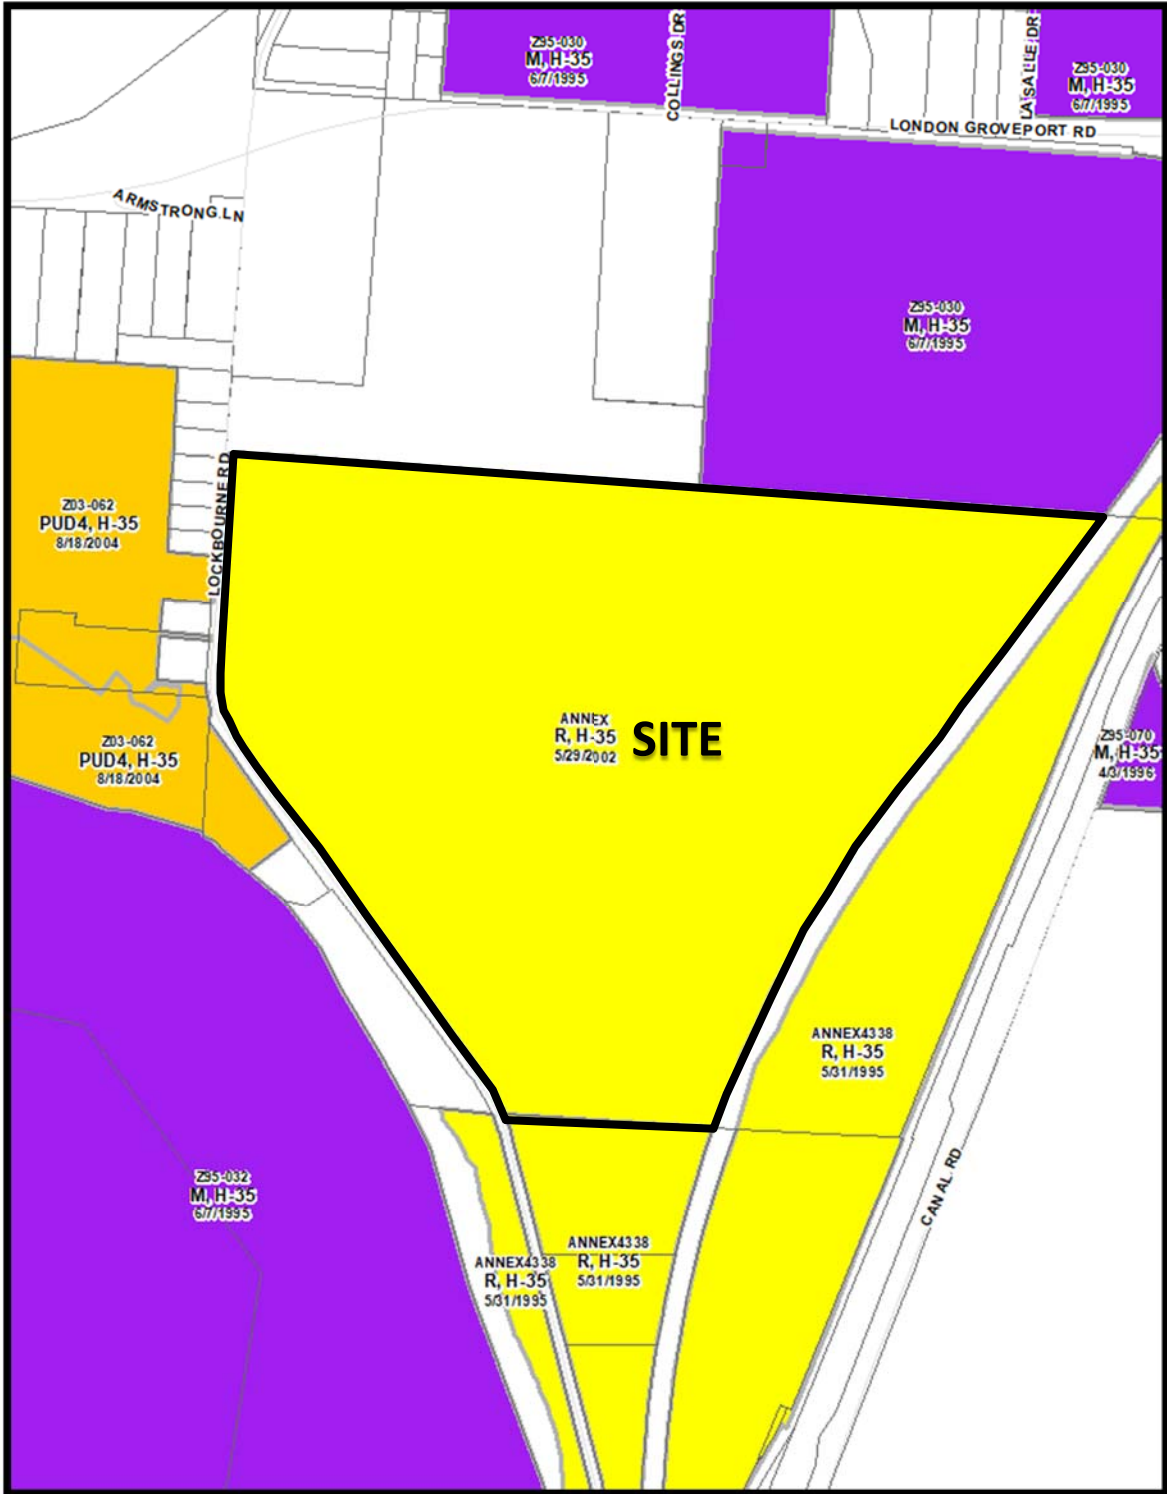 Z95-030
M, H-35
6/7/1995
COLLINGS DR
LASALLE DR
Z95-030
M, H-35
6/7/1995
LONDON GROVEPORT RD
ARMSTRONG LN
Z95-030
M, H-35
6/7/1995
LOCKBOURNE RD
Z03-062
PUD4, H-35
8/18/2004
ANNEX
R, H-35
5/29/2002
SITE
Z03-062
PUD4, H-35
8/18/2004
Z95-070
M, H-35
4/3/1996
ANNEX4338
R, H-35
5/31/1995
CANAL RD
Z95-032
M, H-35
6/7/1995
ANNEX4338
R, H-35
5/31/1995
ANNEX4338
R, H-35
5/31/1995